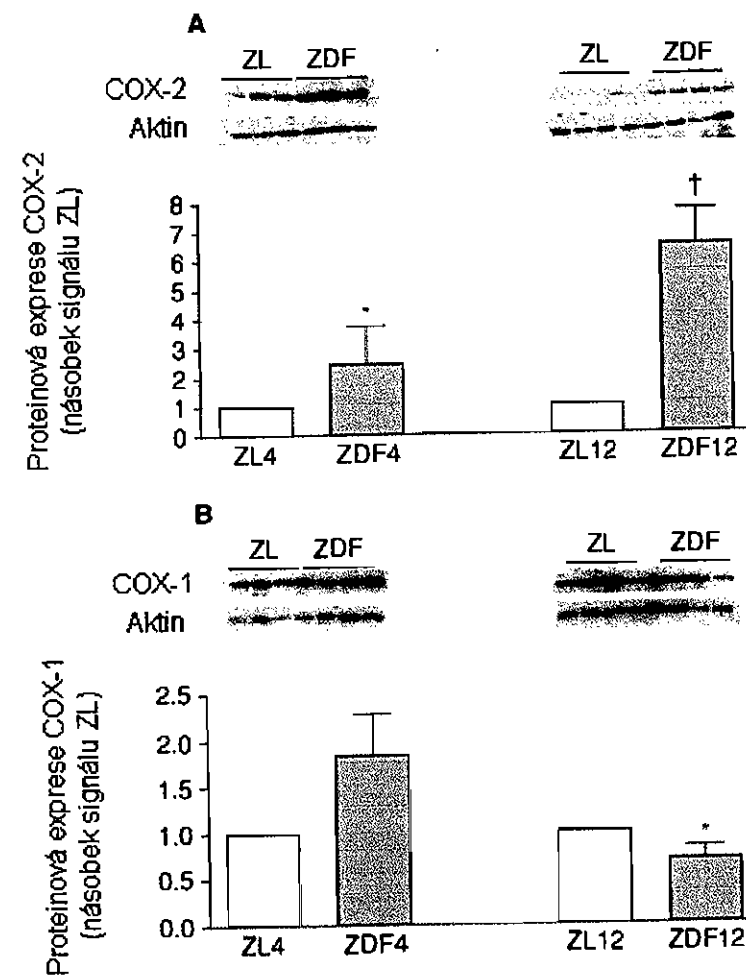 A
ZL ZDF ZL ZDF
COX-2
Aktin
Proteinová exprese COX-2
(násobek signálu ZL)
8
7
6
5
4
3
2
1
0
* †
ZL4 ZDF4 ZL12 ZDF12
B
ZL ZDF ZL ZDF
COX-1
Aktin
Proteinová exprese COX-1
(násobek signálu ZL)
2.5
2.0
1.5
1.0
0.5
0.0
*
ZL4 ZDF4 ZL12 ZDF12